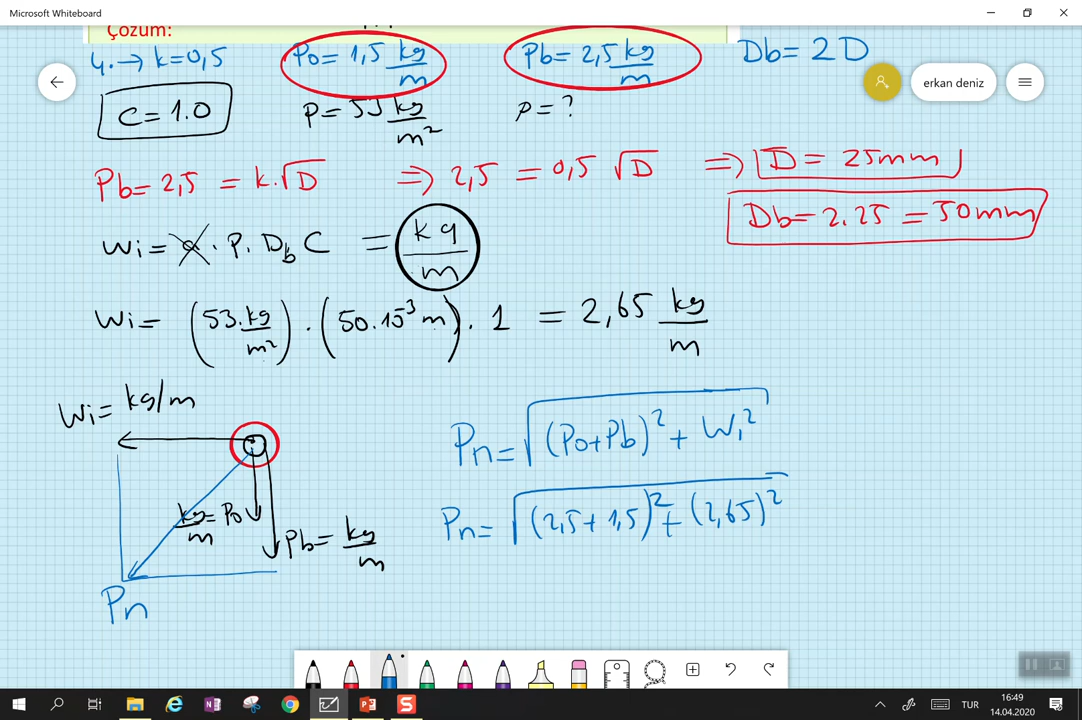 Microsoft Whiteboard
Çözüm:
4. → k=0,5 Po = 1,5 kg/m Pb = 2,5 kg/m Db = 2D
erkan deniz
C = 1.0 P = 53 kg/m² p = ?
Pb = 2,5 = k.√D => 2,5 = 0,5 √D => D = 25mm
Db = 2.25 = 50mm
Wi = α . P. Db C = kg/m
Wi = (53.kg/m²) . (50.10⁻³ m) . 1 = 2,65 kg/m
Wi = kg/m
Pn = √(Po+Pb)² + Wi²
kg/m = Po
Pn = √(2,5+1,5)² + (2,65)²
Pb = kg/m
Pn
TUR
16:49
14.04.2020